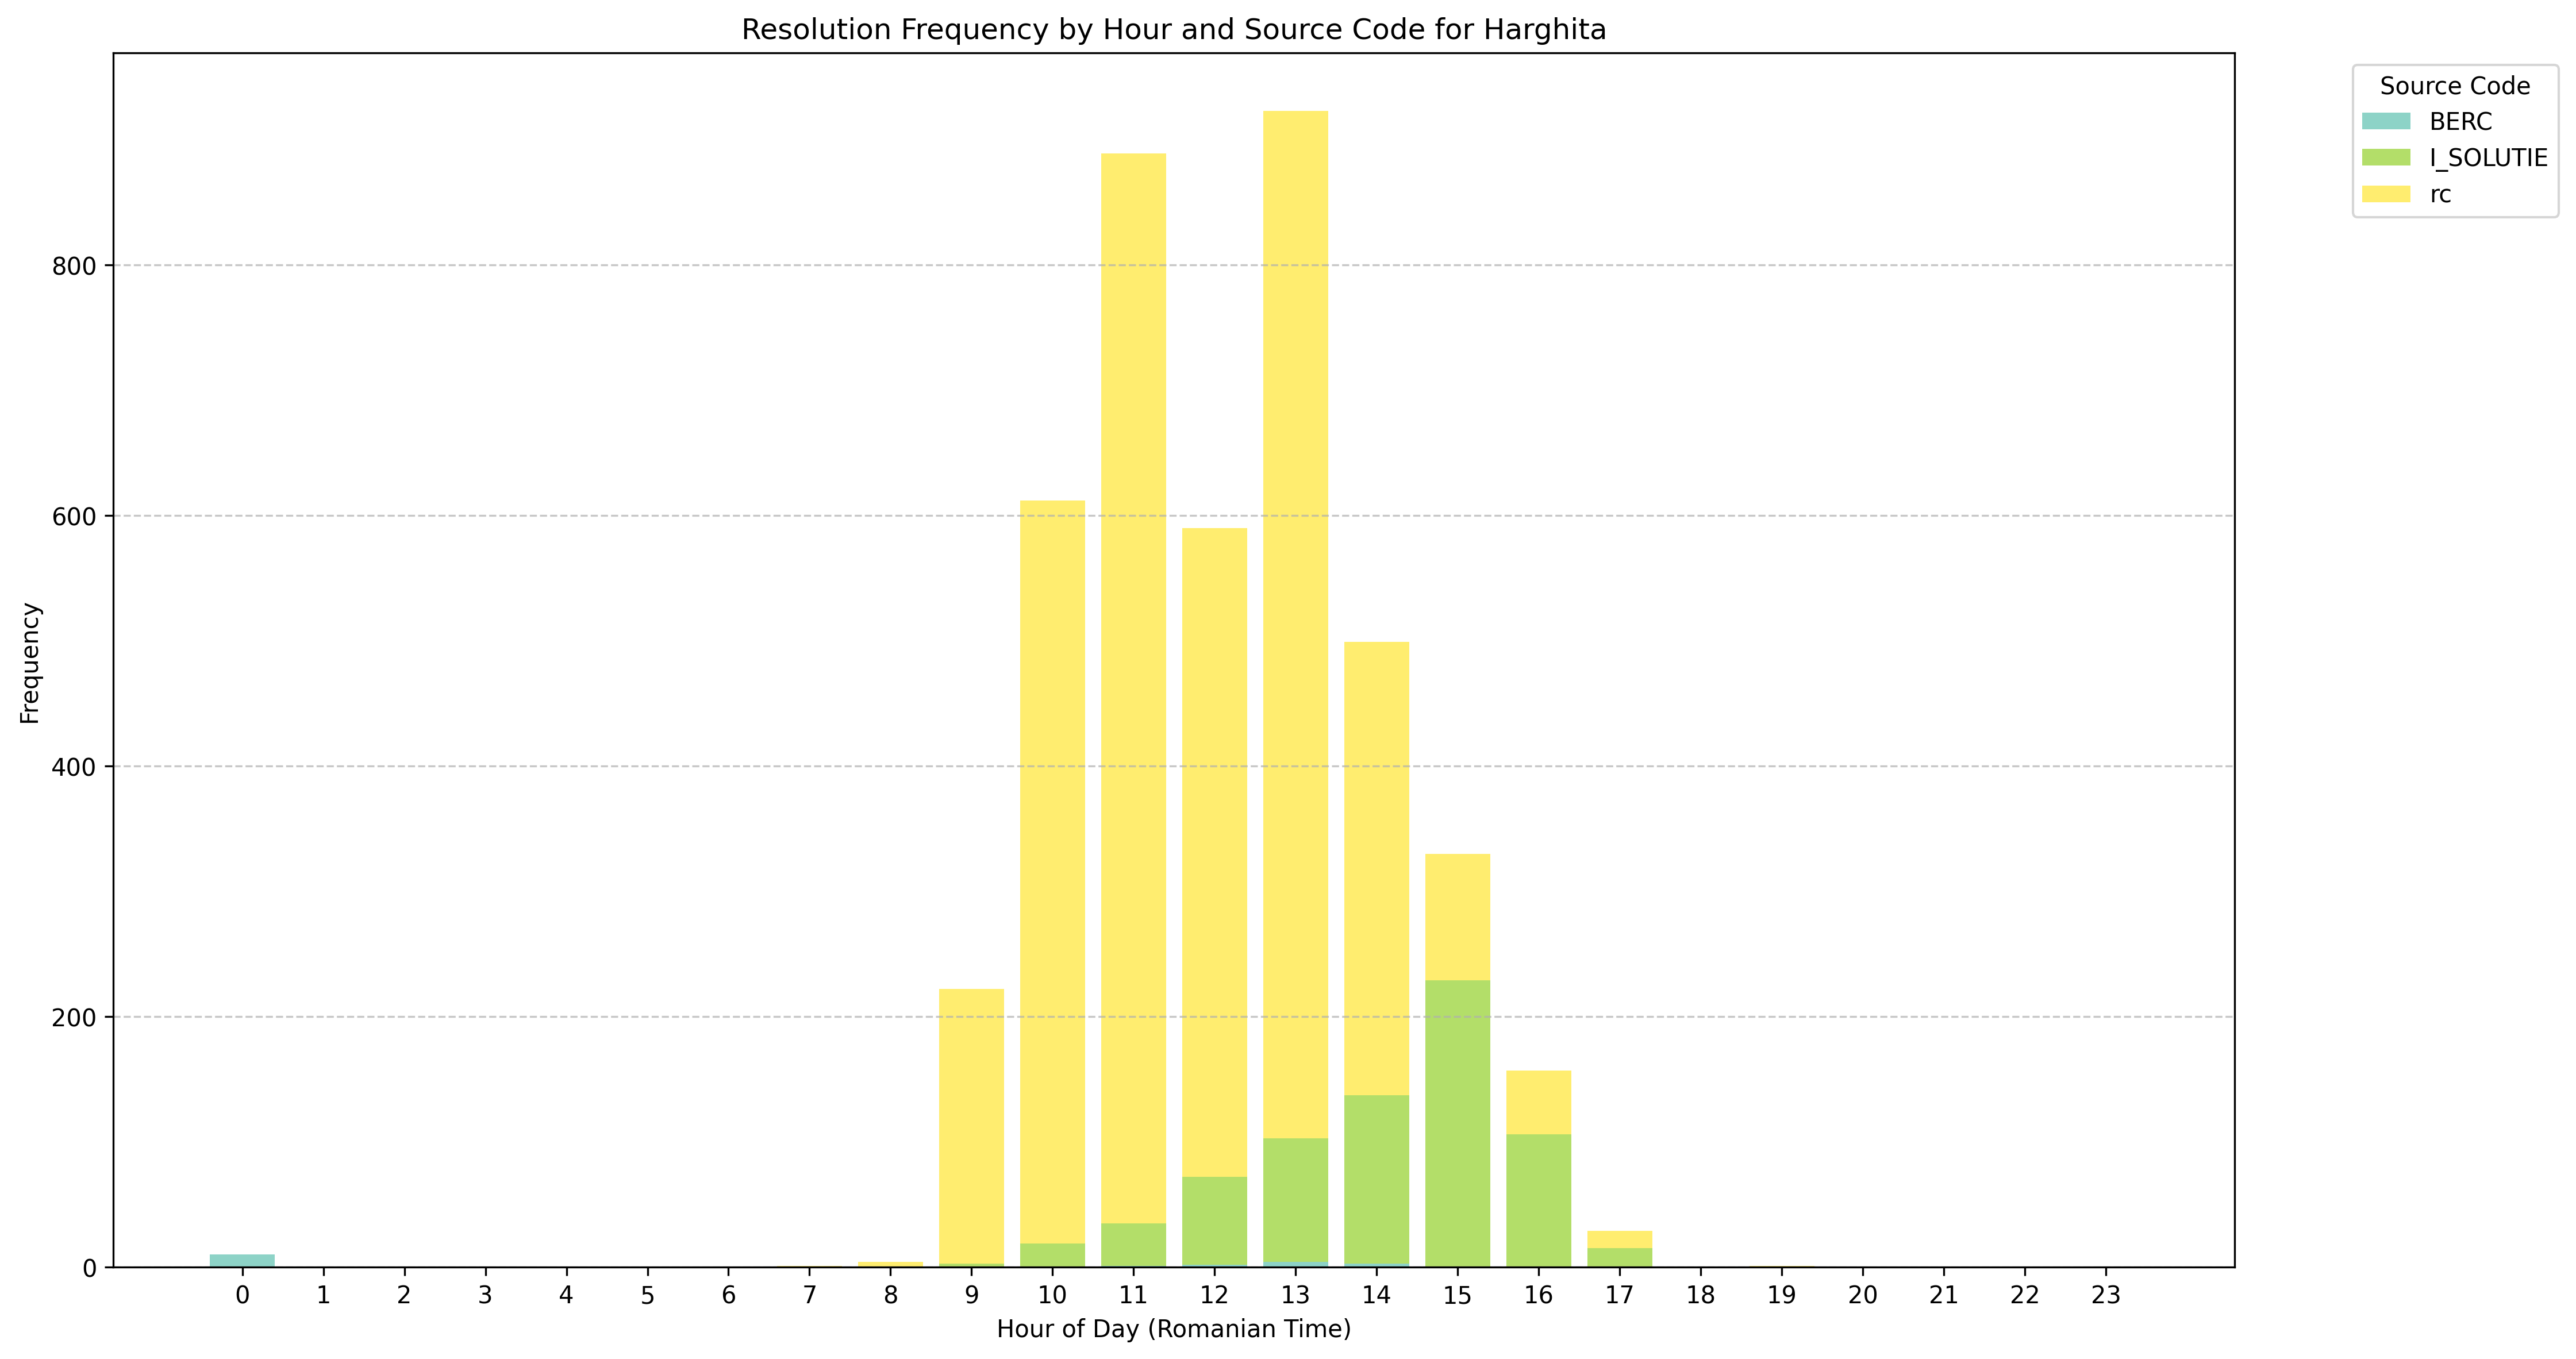 Resolution Frequency by Hour and Source Code for Harghita
Source Code
BERC
I_SOLUTIE
rc
Frequency
800
600
400
200
0
0 1 2 3 4 5 6 7 8 9 10 11 12 13 14 15 16 17 18 19 20 21 22 23
Hour of Day (Romanian Time)